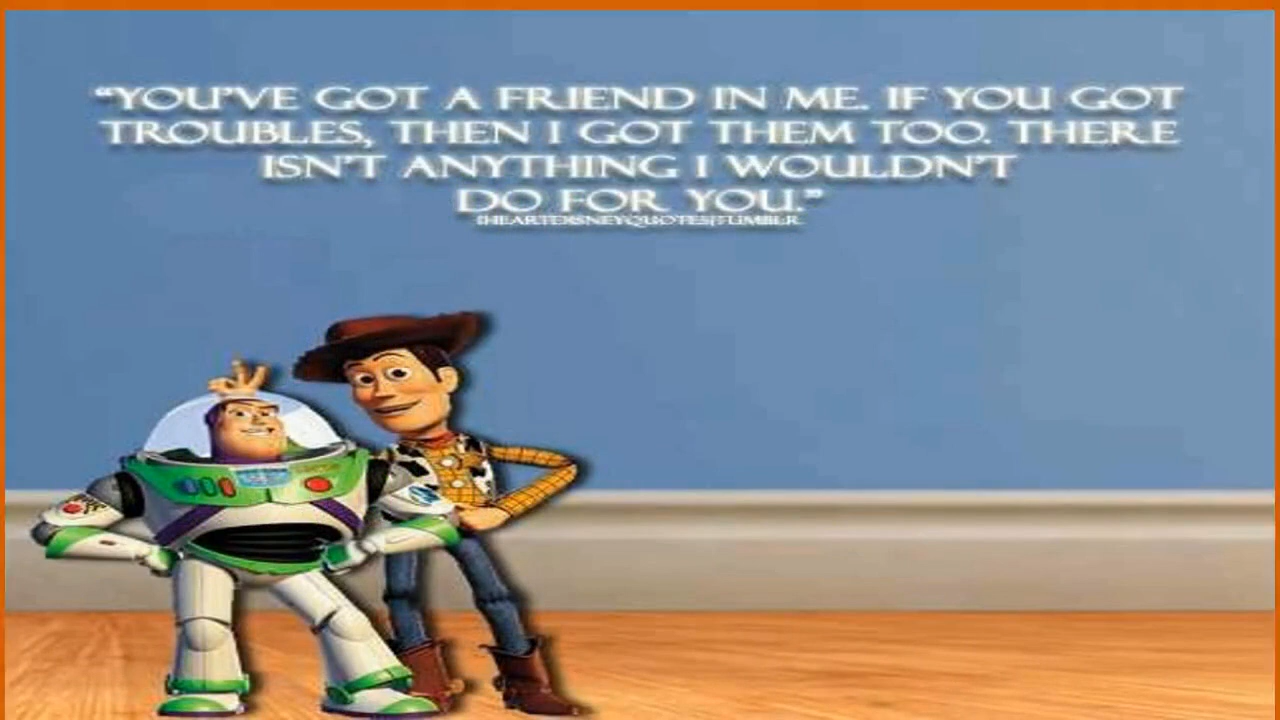 “YOU’VE GOT A FRIEND IN ME. IF YOU GOT
TROUBLES, THEN I GOT THEM TOO. THERE
ISN’T ANYTHING I WOULDN’T
DO FOR YOU.”